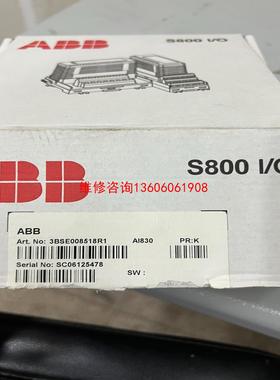 ABB
S800 I/O
BB
S800 I/O
维修咨询13606061908
ABB
Art. No: 3BSE008518R1 AI830 PR:K
Serial No: SC06125478
SW :